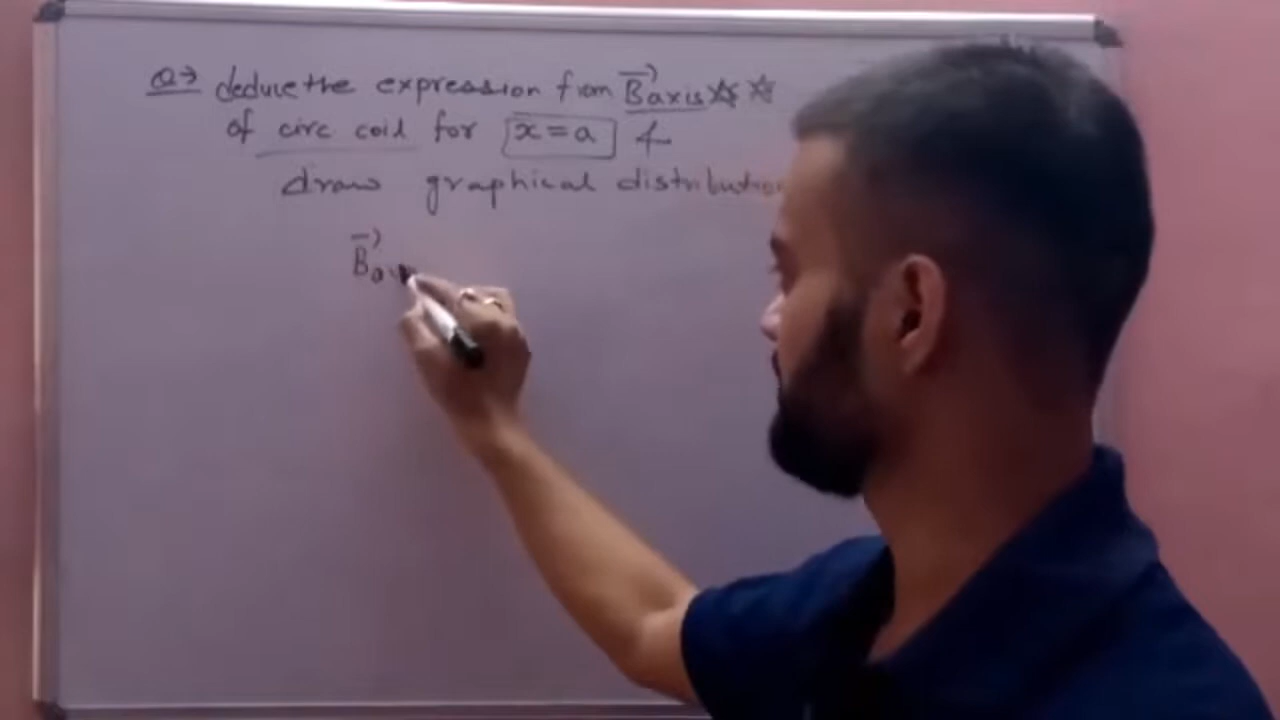 Q→ deduce the expression from B⃗axis ☆☆
of circ coil for x=a &
draw graphical distribution
B⃗a